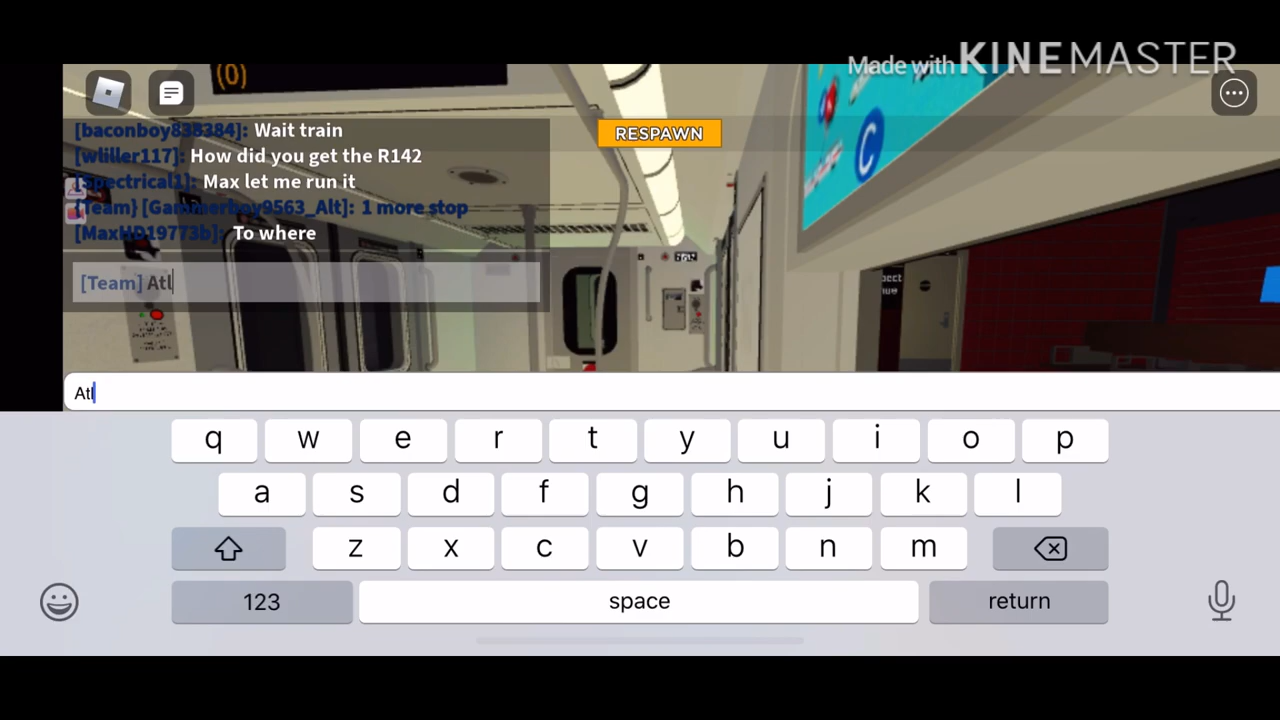 Made with KINEMASTER
(0)
[baconboy838384]: Wait train
RESPAWN
[wliller117]: How did you get the R142
[Spectrical1]: Max let me run it
{Team} [Gammerboy9563_Alt]: 1 more stop
[MaxHD19773b]: To where
[Team] Atl
C
Atl
q w e r t y u i o p
a s d f g h j k l
z x c v b n m
123 space return